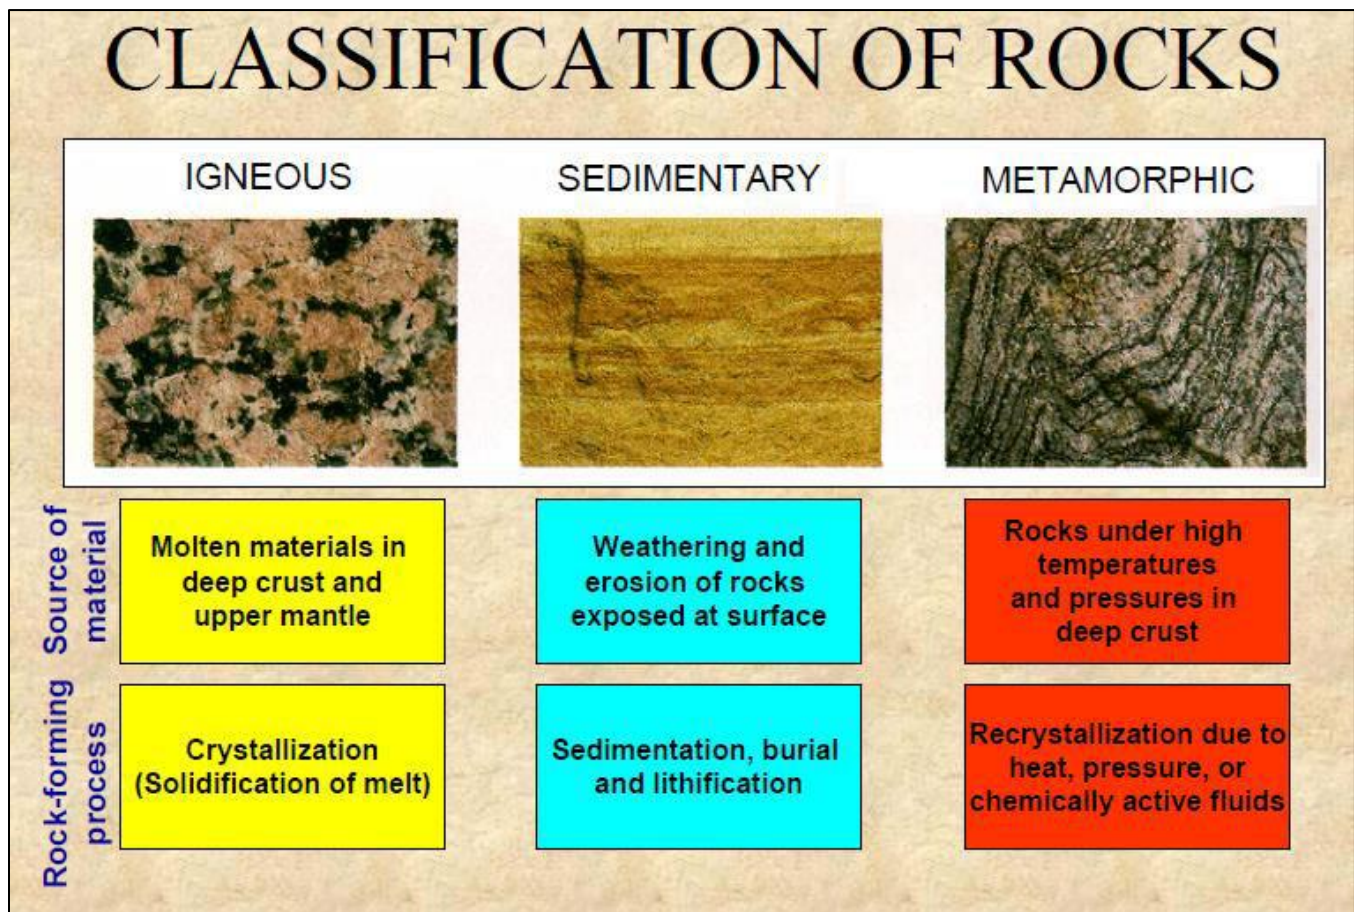 CLASSIFICATION OF ROCKS
IGNEOUS
SEDIMENTARY
METAMORPHIC
Source of
material
Molten materials in
deep crust and
upper mantle
Weathering and
erosion of rocks
exposed at surface
Rocks under high
temperatures
and pressures in
deep crust
Rock-forming
process
Crystallization
(Solidification of melt)
Sedimentation, burial
and lithification
Recrystallization due to
heat, pressure, or
chemically active fluids